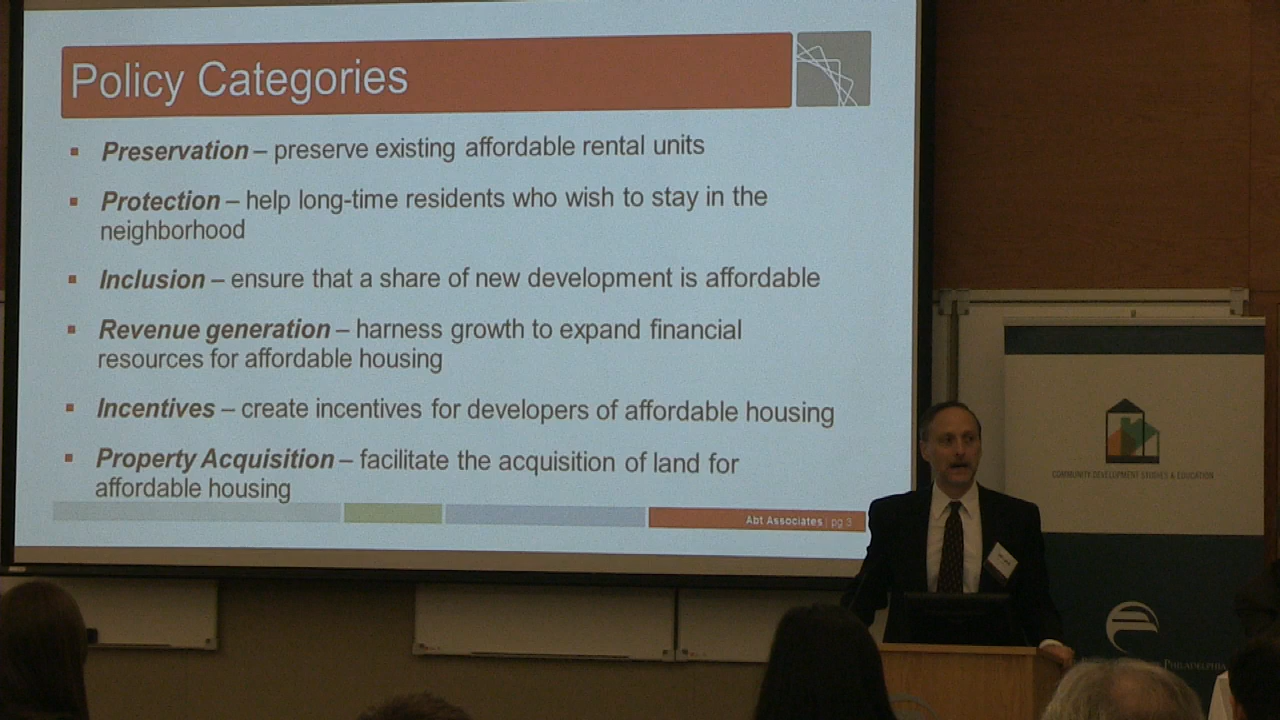 Policy Categories
Preservation – preserve existing affordable rental units
Protection – help long-time residents who wish to stay in the
neighborhood
Inclusion – ensure that a share of new development is affordable
Revenue generation – harness growth to expand financial
resources for affordable housing
Incentives – create incentives for developers of affordable housing
Property Acquisition – facilitate the acquisition of land for
affordable housing
Abt Associates | pg 3
COMMUNITY DEVELOPMENT STUDIES & EDUCATION
PHILADELPHIA